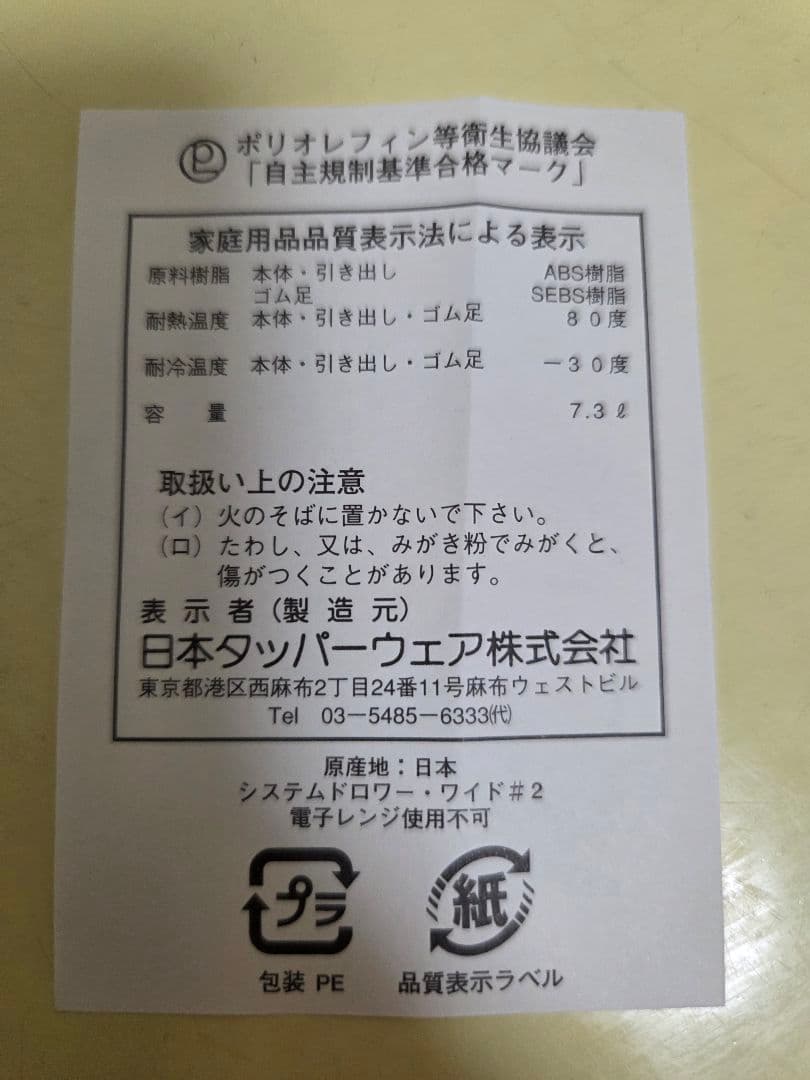 ポリオレフィン等衛生協議会
「自主規制基準合格マーク」
家庭用品品質表示法による表示
原料樹脂 本体・引き出し ABS樹脂
ゴム足 SEBS樹脂
耐熱温度 本体・引き出し・ゴム足 80度
耐冷温度 本体・引き出し・ゴム足 −30度
容 量 7.3ℓ
取扱い上の注意
(イ) 火のそばに置かないで下さい。
(ロ) たわし、又は、みがき粉でみがくと、
傷がつくことがあります。
表示者(製造元)
日本タッパーウェア株式会社
東京都港区西麻布2丁目24番11号麻布ウェストビル
Tel 03−5485−6333㈹
原産地：日本
システムドロワー・ワイド＃2
電子レンジ使用不可
プラ 紙
包装 PE 品質表示ラベル